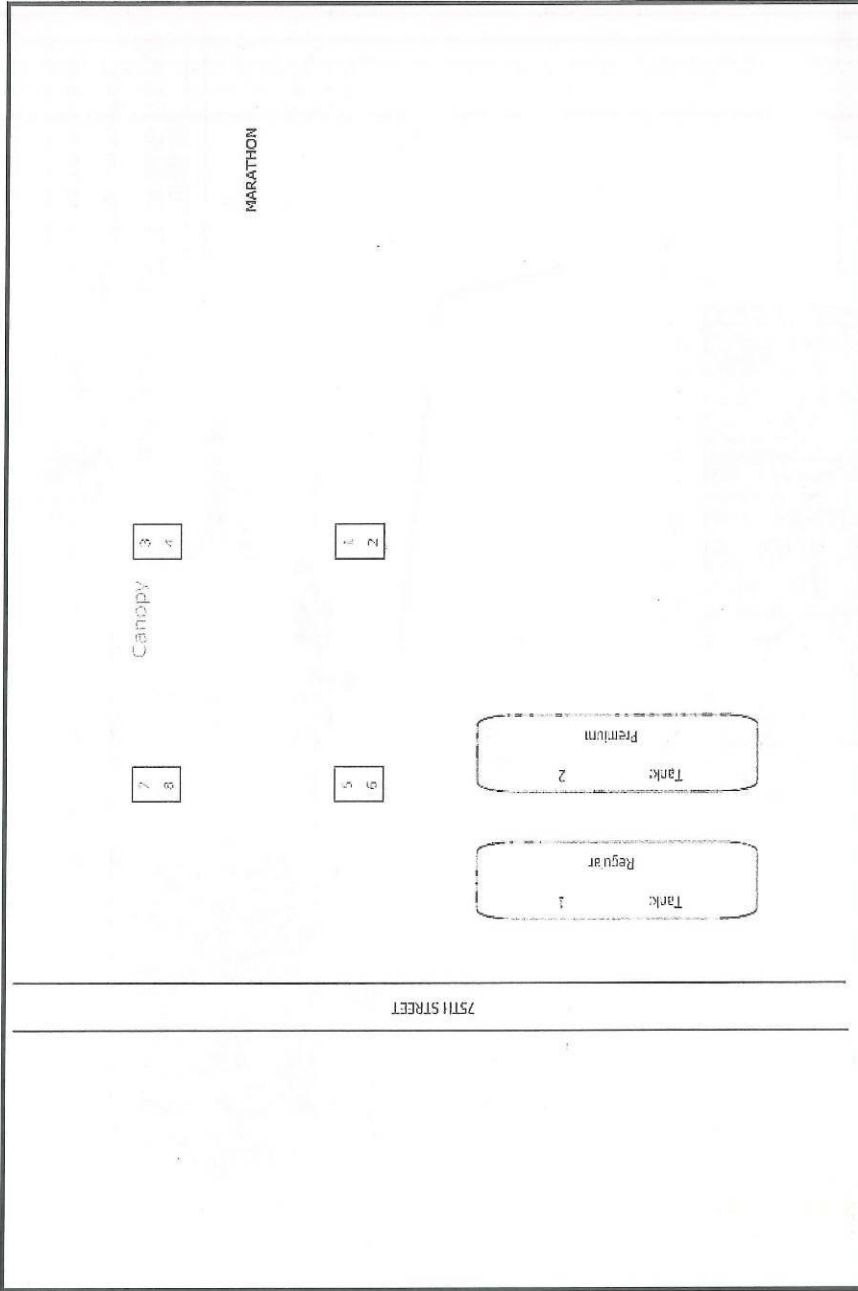 MARATHON
3
4
1
2
Canopy
7
8
5
6
Premium
Tank: 2
Regular
Tank: 1
75TH STREET